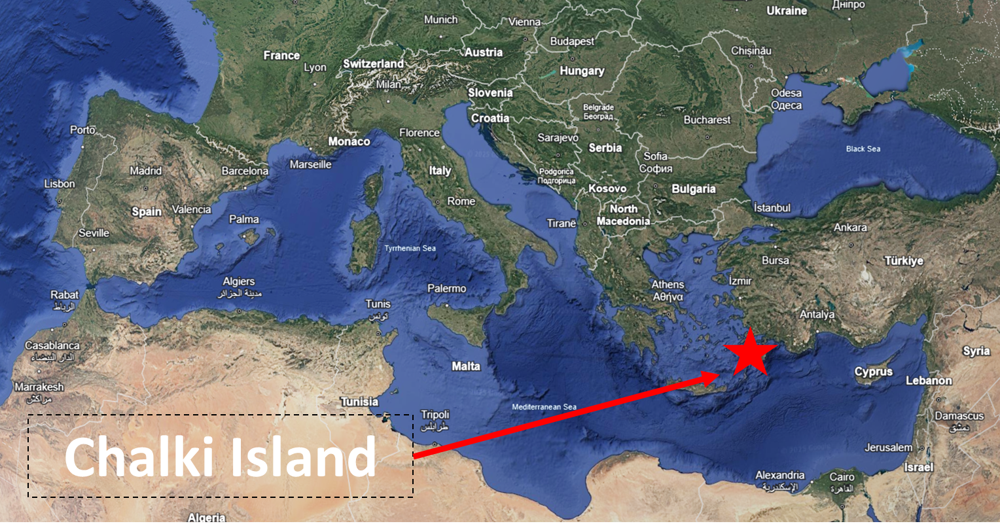 Ukraine
Дніпро
Munich
Vienna
Budapest
Chișinău
France
Lyon
Switzerland
Austria
Hungary
Milan
Slovenia
Odesa
Одеса
Croatia
Belgrade
Београд
Bucharest
Porto
Monaco
Florence
Sarajevo
Serbia
Black Sea
Marseille
Madrid
Barcelona
Italy
Podgorica
Подгорица
Sofia
София
Lisbon
Kosovo
Bulgaria
Spain
Valencia
Rome
North
Macedonia
İstanbul
Palma
Tiranë
Ankara
Seville
Tyrrhenian Sea
Bursa
Türkiye
Algiers
مدينة الجزائر
Palermo
Athens
Αθήνα
İzmir
Rabat
الرباط
Tunis
تونس
Antalya
Casablanca
الدار البيضاء
Malta
Syria
Cyprus
Lebanon
Marrakesh
مراكش
Tunisia
Mediterranean Sea
Tripoli
طرابلس
Damascus
دمشق
Chalki Island
Jerusalem
Israel
Alexandria
الإسكندرية
Cairo
القاهرة
Algeria